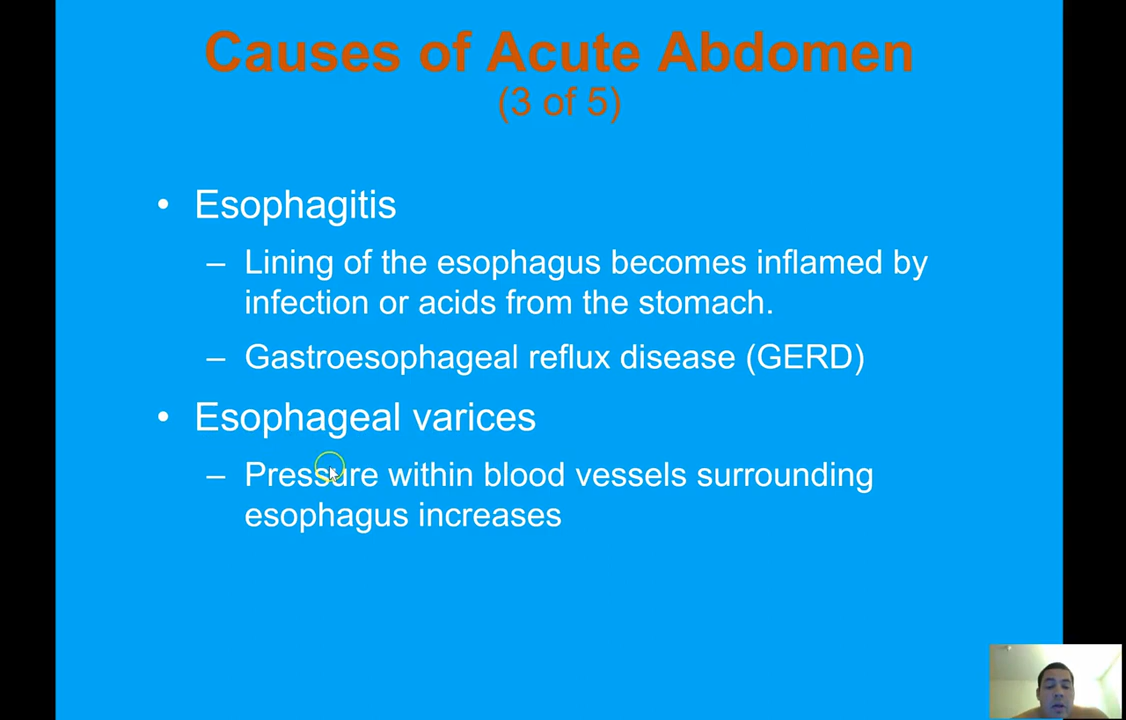 Causes of Acute Abdomen
(3 of 5)
• Esophagitis
– Lining of the esophagus becomes inflamed by
infection or acids from the stomach.
– Gastroesophageal reflux disease (GERD)
• Esophageal varices
– Pressure within blood vessels surrounding
esophagus increases